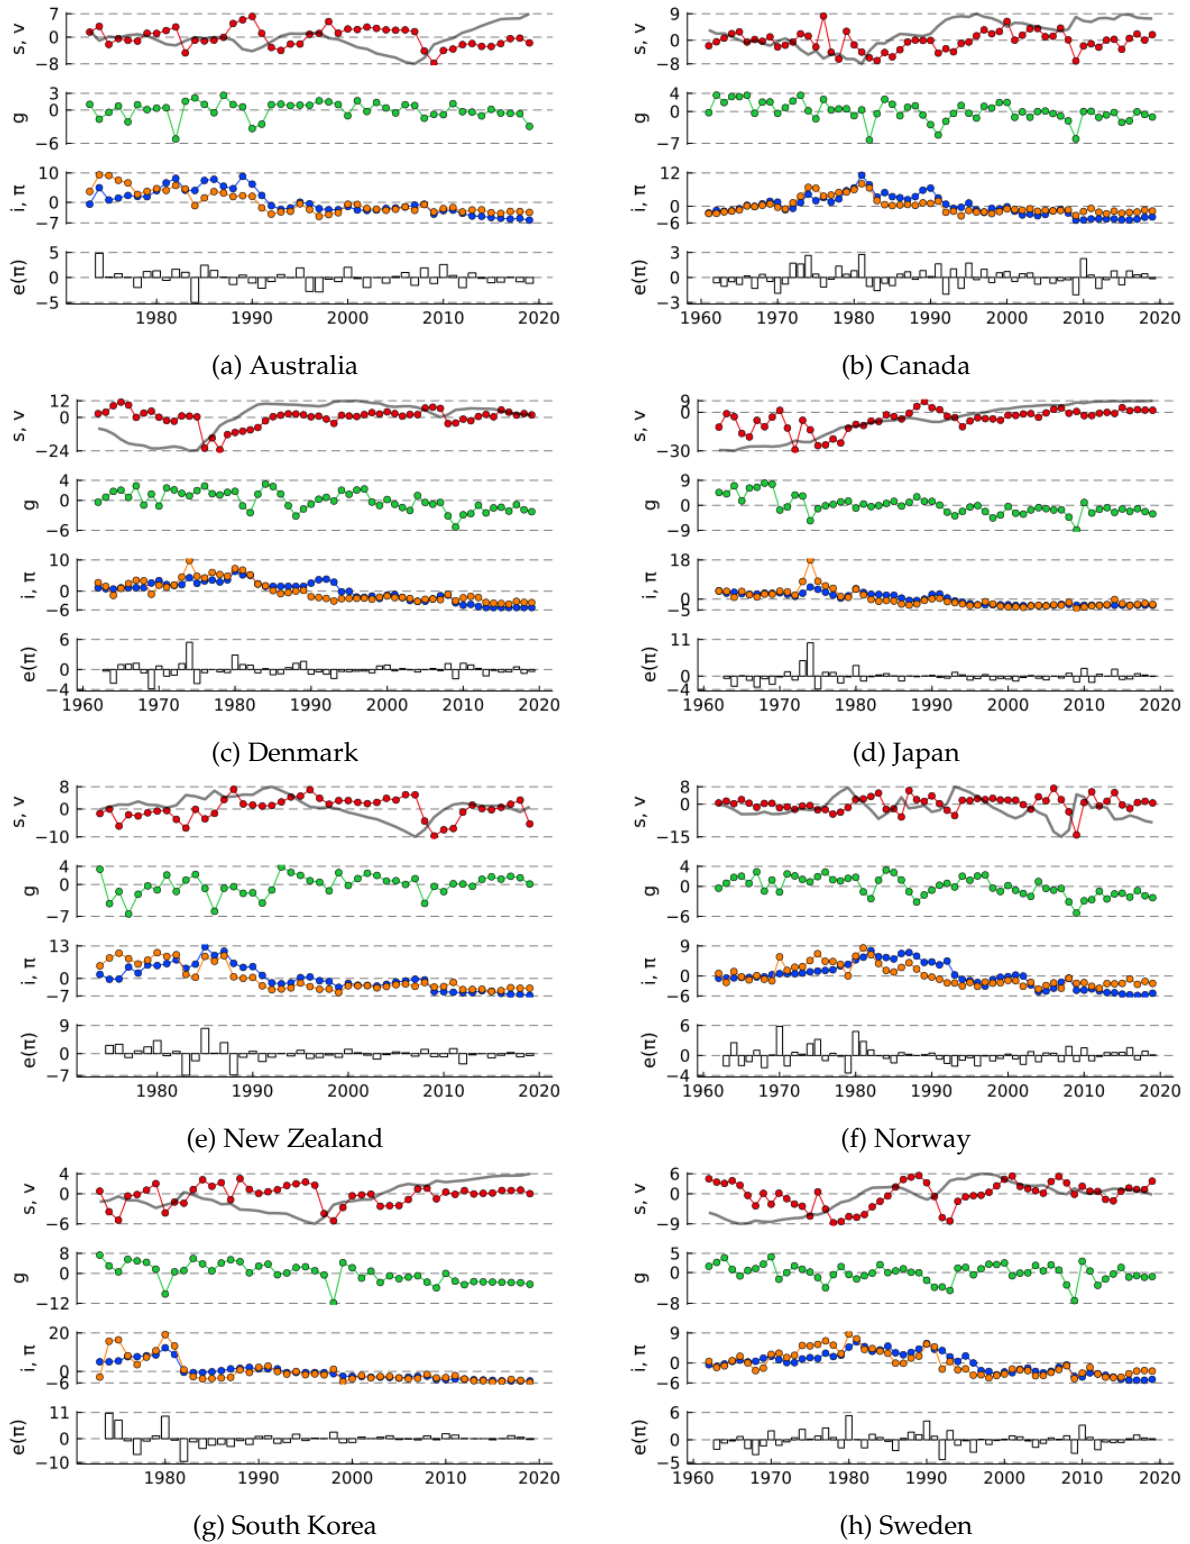 7
0
−8
s, v
3
0
−6
g
10
0
−7
i, π
5
0
−5
e(π)
1980 1990 2000 2010 2020
(a) Australia
9
0
−9
s, v
4
0
−7
g
12
0
−6
i, π
3
0
−3
e(π)
1960 1970 1980 1990 2000 2010 2020
(b) Canada
12
0
−24
s, v
4
0
−6
g
10
0
−6
i, π
6
0
−4
e(π)
1960 1970 1980 1990 2000 2010 2020
(c) Denmark
9
0
−30
s, v
9
0
−9
g
18
0
−5
i, π
11
0
−4
e(π)
1960 1970 1980 1990 2000 2010 2020
(d) Japan
8
0
−10
s, v
4
0
−7
g
13
0
−7
i, π
9
0
−7
e(π)
1980 1990 2000 2010 2020
(e) New Zealand
8
0
−15
s, v
4
0
−6
g
9
0
−6
i, π
6
0
−4
e(π)
1960 1970 1980 1990 2000 2010 2020
(f) Norway
4
0
−6
s, v
8
0
−12
g
20
0
−6
i, π
11
0
−10
e(π)
1980 1990 2000 2010 2020
(g) South Korea
6
0
−9
s, v
5
0
−8
g
9
0
−6
i, π
6
0
−5
e(π)
1960 1970 1980 1990 2000 2010 2020
(h) Sweden